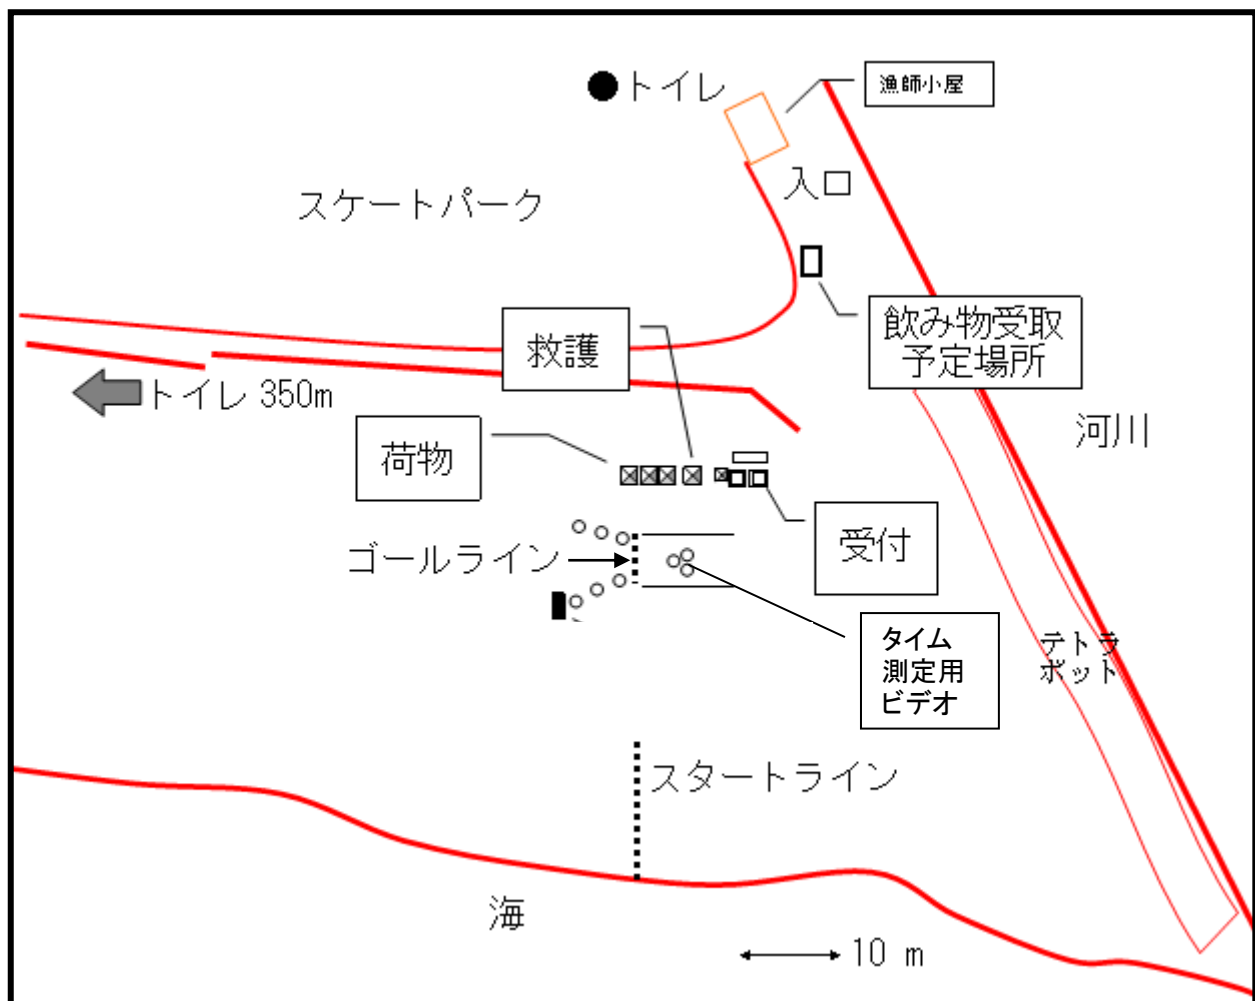 ●トイレ
漁師小屋
入口
スケートパーク
救護
飲み物受取
予定場所
トイレ 350m
河川
荷物
受付
ゴールライン
タイム
測定用
ビデオ
テトラ
ポット
スタートライン
海
10 m